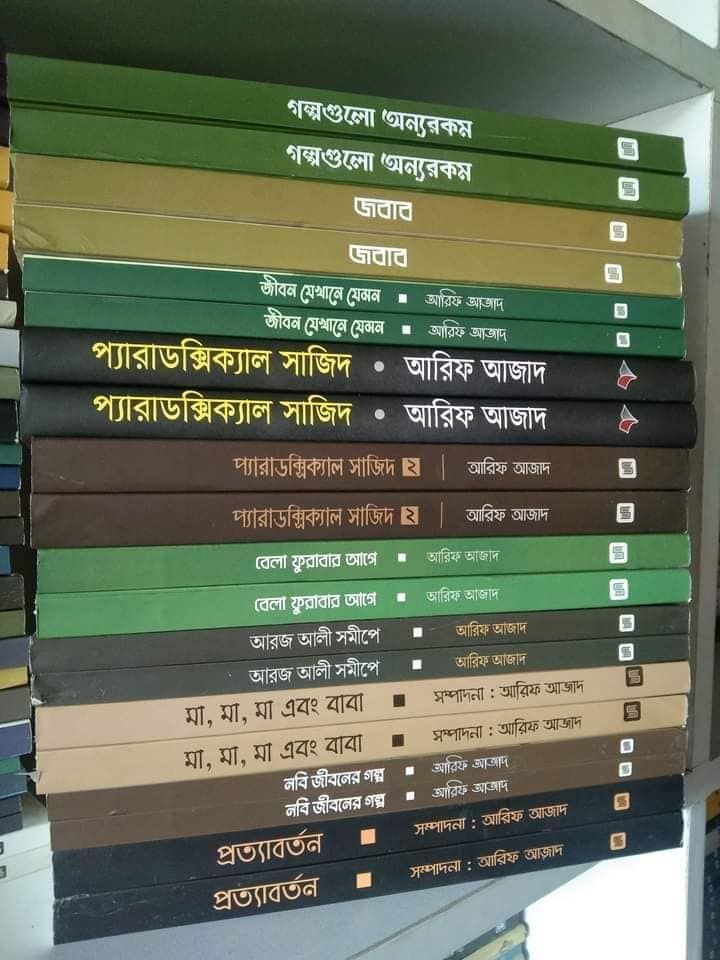 গল্পগুলো অন্যরকম
গল্পগুলো অন্যরকম
জবাব
জবাব
জীবন যেখানে যেমন ■ আরিফ আজাদ
জীবন যেখানে যেমন ■ আরিফ আজাদ
প্যারাডক্সিক্যাল সাজিদ • আরিফ আজাদ
প্যারাডক্সিক্যাল সাজিদ • আরিফ আজাদ
প্যারাডক্সিক্যাল সাজিদ ২ | আরিফ আজাদ
প্যারাডক্সিক্যাল সাজিদ ২ | আরিফ আজাদ
বেলা ফুরাবার আগে ■ আরিফ আজাদ
বেলা ফুরাবার আগে ■ আরিফ আজাদ
আরজ আলী সমীপে ■ আরিফ আজাদ
আরজ আলী সমীপে ■ আরিফ আজাদ
মা, মা, মা এবং বাবা ■ সম্পাদনা : আরিফ আজাদ
মা, মা, মা এবং বাবা ■ সম্পাদনা : আরিফ আজাদ
নবি জীবনের গল্প ■ আরিফ আজাদ
নবি জীবনের গল্প ■ আরিফ আজাদ
প্রত্যাবর্তন ■ সম্পাদনা : আরিফ আজাদ
প্রত্যাবর্তন ■ সম্পাদনা : আরিফ আজাদ